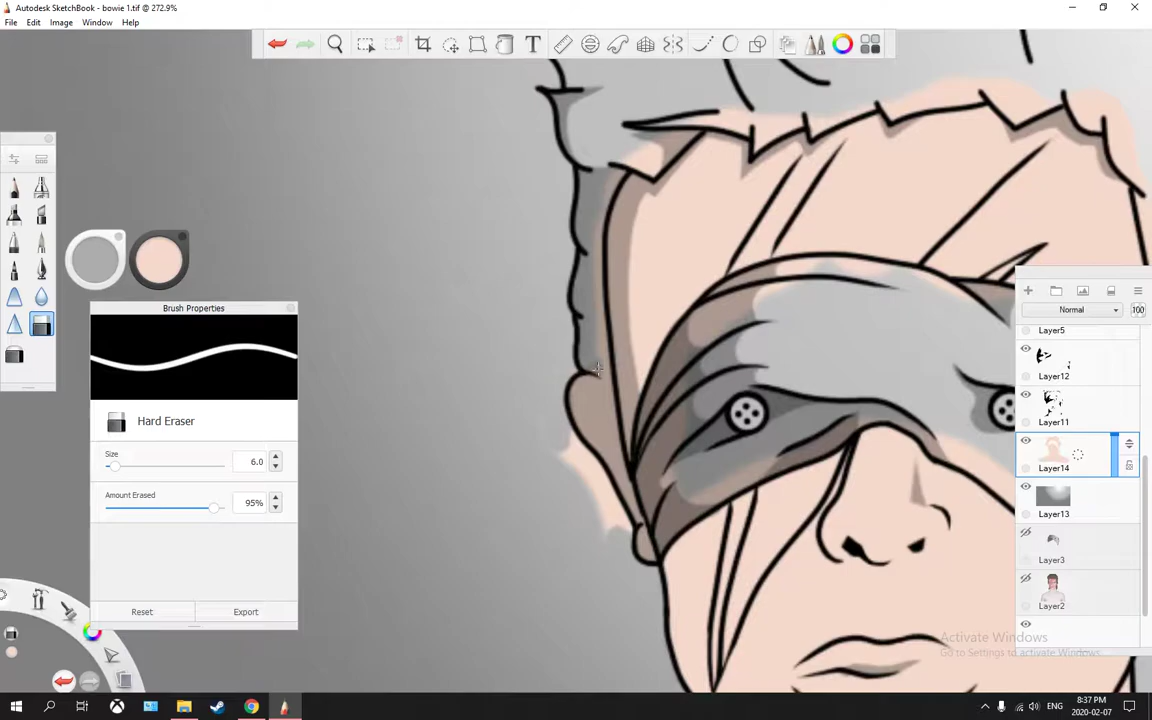 Autodesk SketchBook - bowie 1.tif @ 272.9%
File Edit Image Window Help
T
Brush Properties
Hard Eraser
Size
6.0
Amount Erased
95%
Reset Export
Normal 100
Layer5
Layer12
Layer11
Layer14
Layer13
Layer3
Layer2
Activate Windows
Go to Settings to activate Windows.
ENG
8:37 PM
2020-02-07